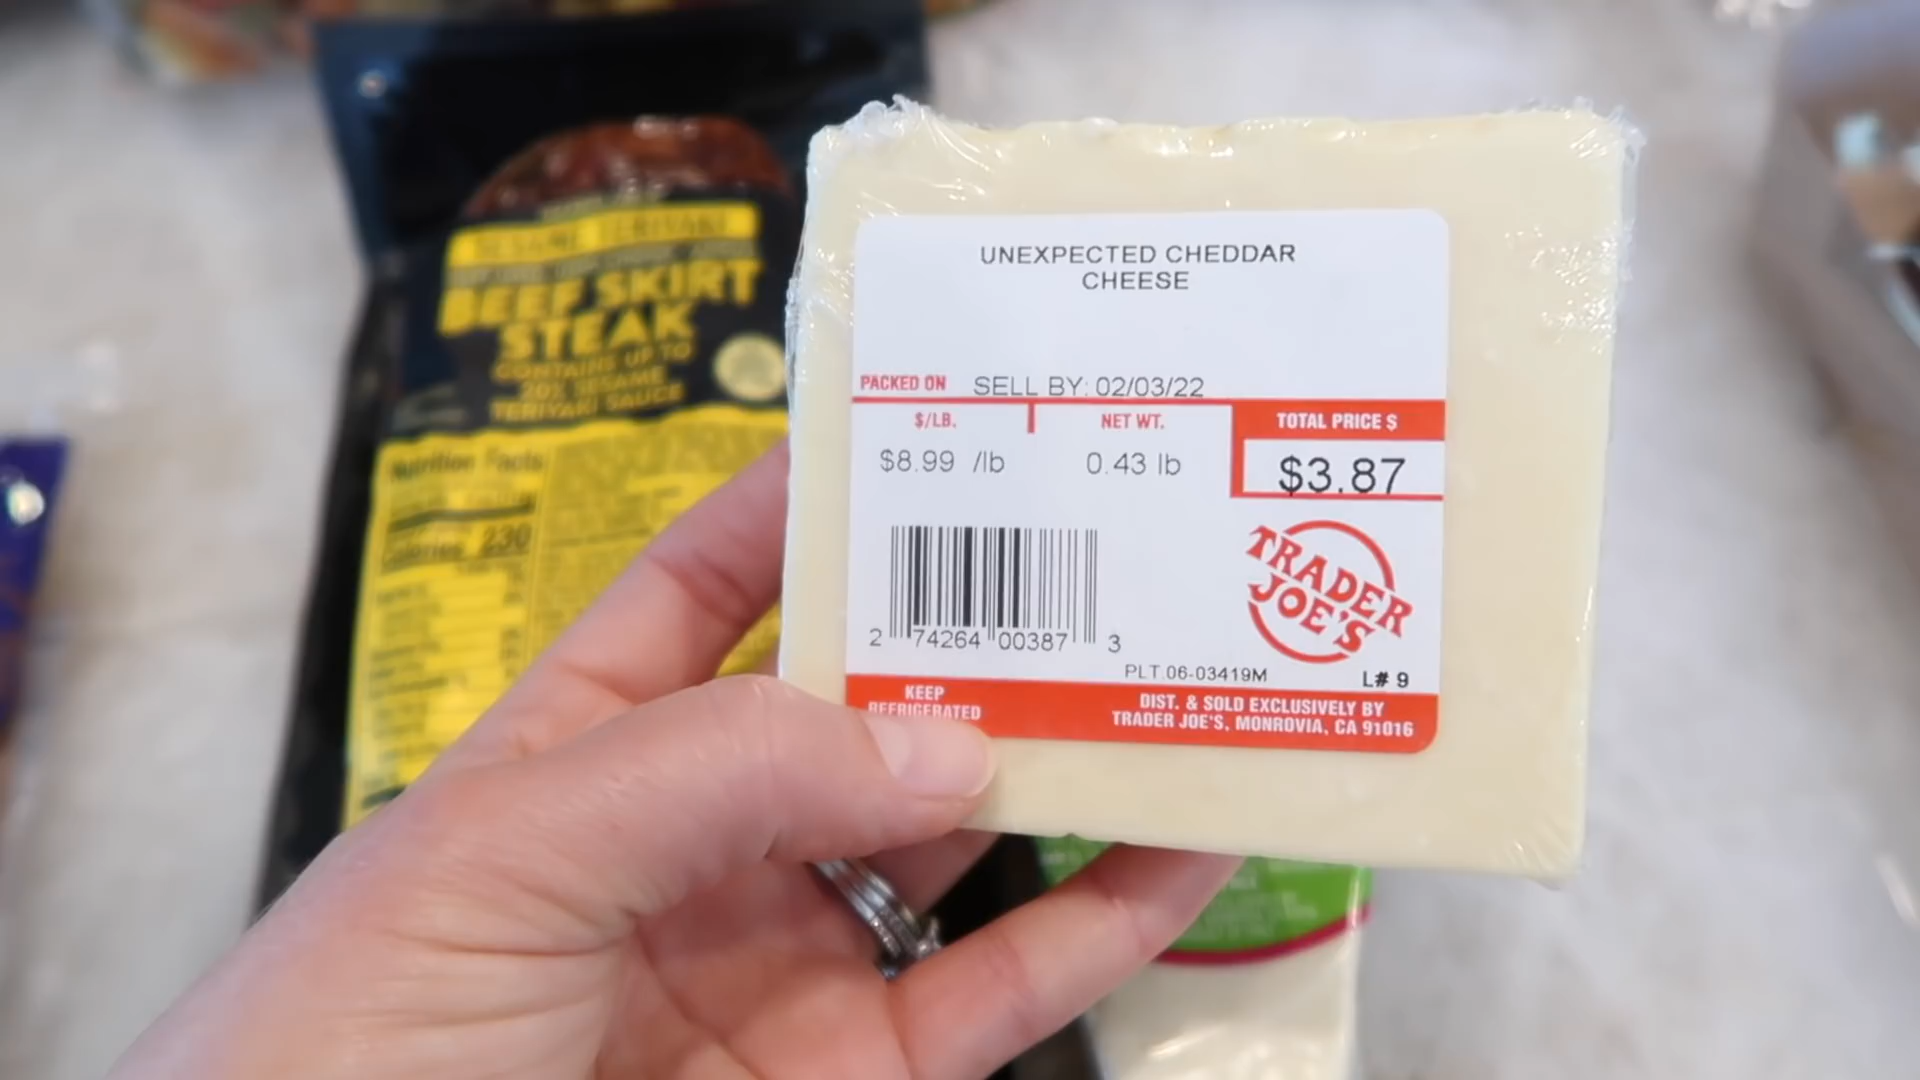 UNEXPECTED CHEDDAR
CHEESE
PACKED ON SELL BY: 02/03/22
$/LB. NET WT. TOTAL PRICE $
$8.99 /lb 0.43 lb $3.87
2 74264 00387 3
TRADER
JOE'S
PLT.06-03419M L# 9
KEEP
REFRIGERATED
DIST. & SOLD EXCLUSIVELY BY
TRADER JOE'S, MONROVIA, CA 91016
SESAME TERIYAKI
BEEF SKIRT
STEAK
CONTAINS UP TO
20% SESAME
TERIYAKI SAUCE
Nutrition Facts
Calories 230